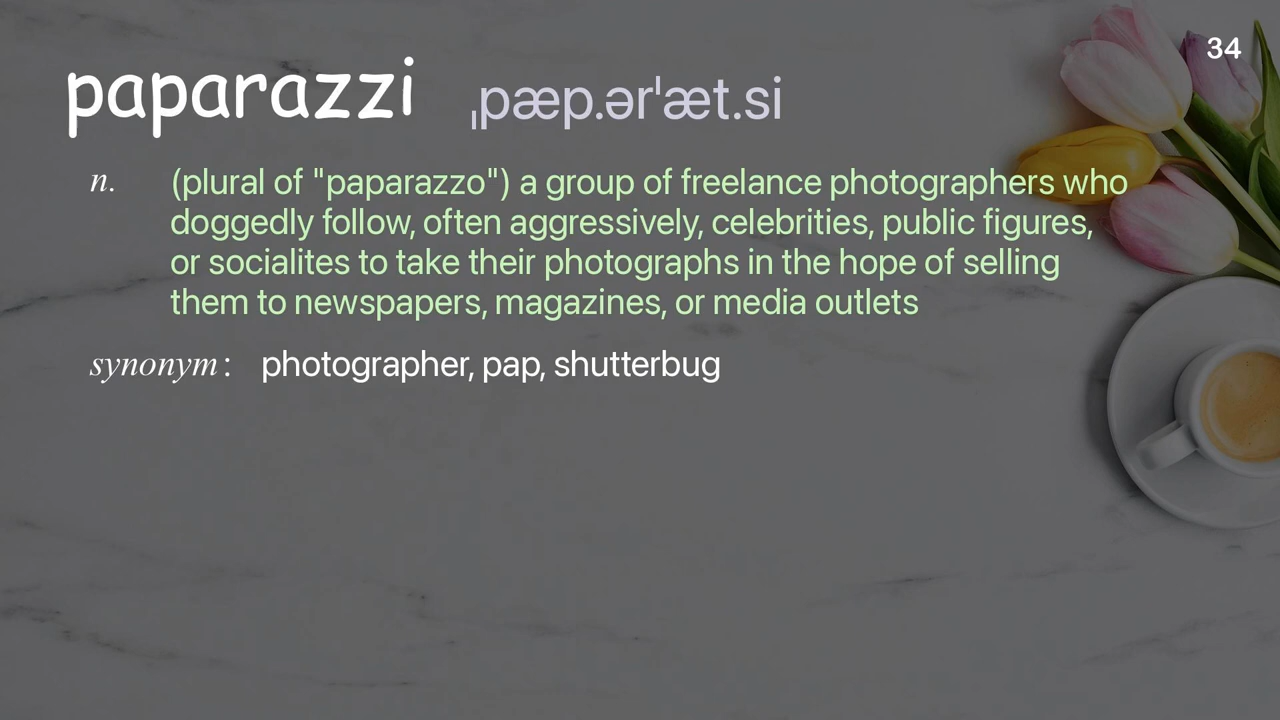 34
paparazzi ˌpæp.ərˈæt.si
n. (plural of "paparazzo") a group of freelance photographers who
doggedly follow, often aggressively, celebrities, public figures,
or socialites to take their photographs in the hope of selling
them to newspapers, magazines, or media outlets
synonym : photographer, pap, shutterbug